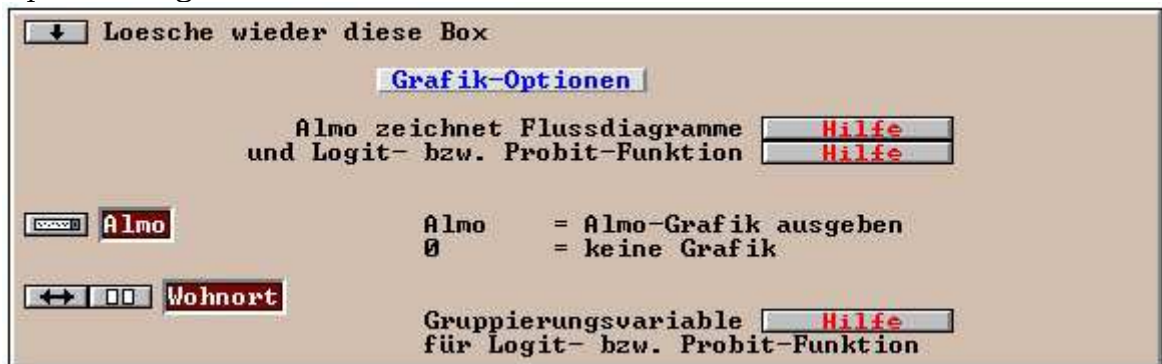 Loesche wieder diese Box
Grafik-Optionen
Almo zeichnet Flussdiagramme Hilfe
und Logit- bzw. Probit-Funktion Hilfe
Almo Almo = Almo-Grafik ausgeben
0 = keine Grafik
Wohnort
Gruppierungsvariable Hilfe
für Logit- bzw. Probit-Funktion